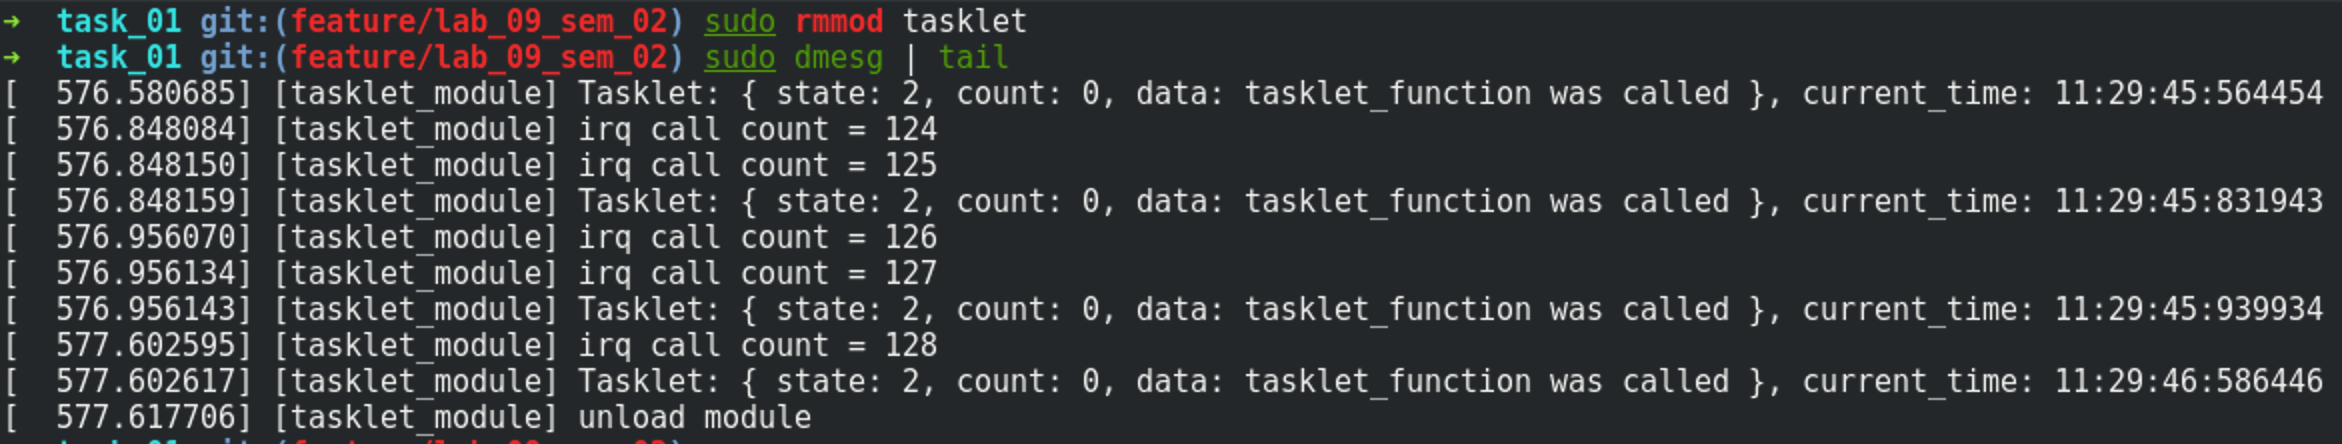 →  task_01 git:(feature/lab_09_sem_02) sudo rmmod tasklet
→  task_01 git:(feature/lab_09_sem_02) sudo dmesg | tail
[  576.580685] [tasklet_module] Tasklet: { state: 2, count: 0, data: tasklet_function was called }, current_time: 11:29:45:564454
[  576.848084] [tasklet_module] irq call count = 124
[  576.848150] [tasklet_module] irq call count = 125
[  576.848159] [tasklet_module] Tasklet: { state: 2, count: 0, data: tasklet_function was called }, current_time: 11:29:45:831943
[  576.956070] [tasklet_module] irq call count = 126
[  576.956134] [tasklet_module] irq call count = 127
[  576.956143] [tasklet_module] Tasklet: { state: 2, count: 0, data: tasklet_function was called }, current_time: 11:29:45:939934
[  577.602595] [tasklet_module] irq call count = 128
[  577.602617] [tasklet_module] Tasklet: { state: 2, count: 0, data: tasklet_function was called }, current_time: 11:29:46:586446
[  577.617706] [tasklet_module] unload module